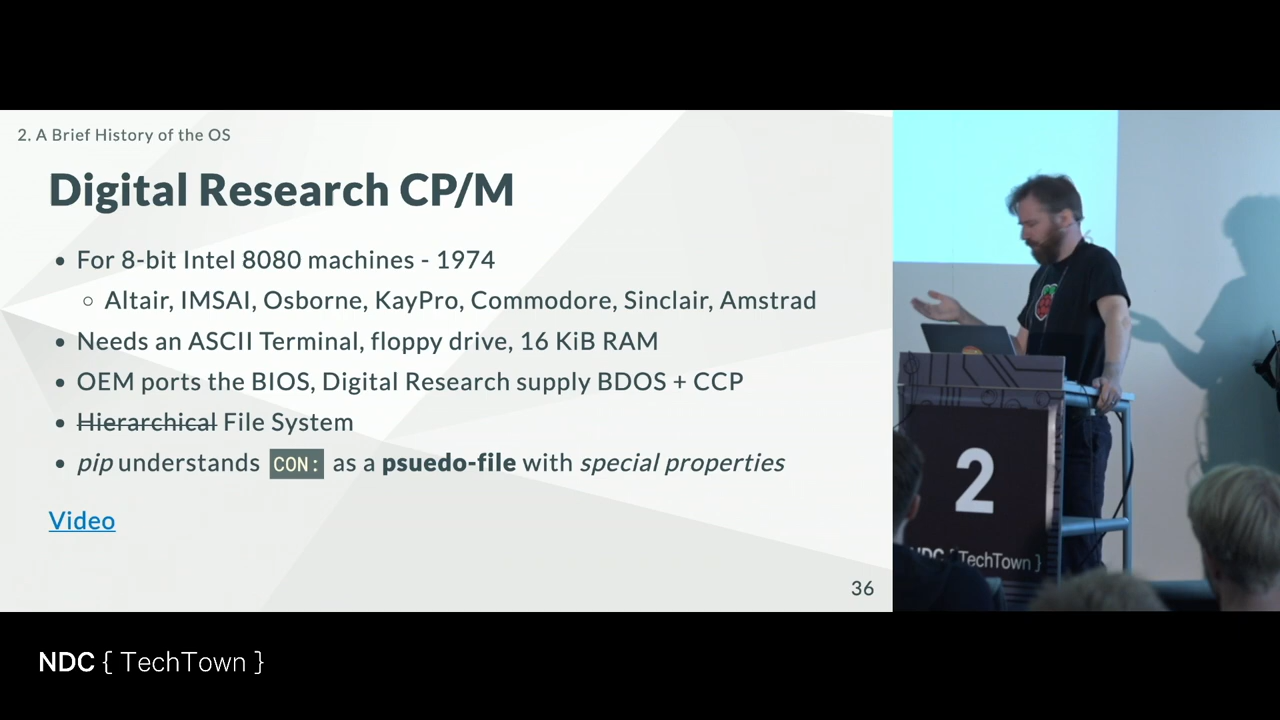 2. A Brief History of the OS
Digital Research CP/M
For 8-bit Intel 8080 machines - 1974
Altair, IMSAI, Osborne, KayPro, Commodore, Sinclair, Amstrad
Needs an ASCII Terminal, floppy drive, 16 KiB RAM
OEM ports the BIOS, Digital Research supply BDOS + CCP
Hierarchical File System
pip understands CON: as a psuedo-file with special properties
Video
36
2
NDC { TechTown }
NDC { TechTown }